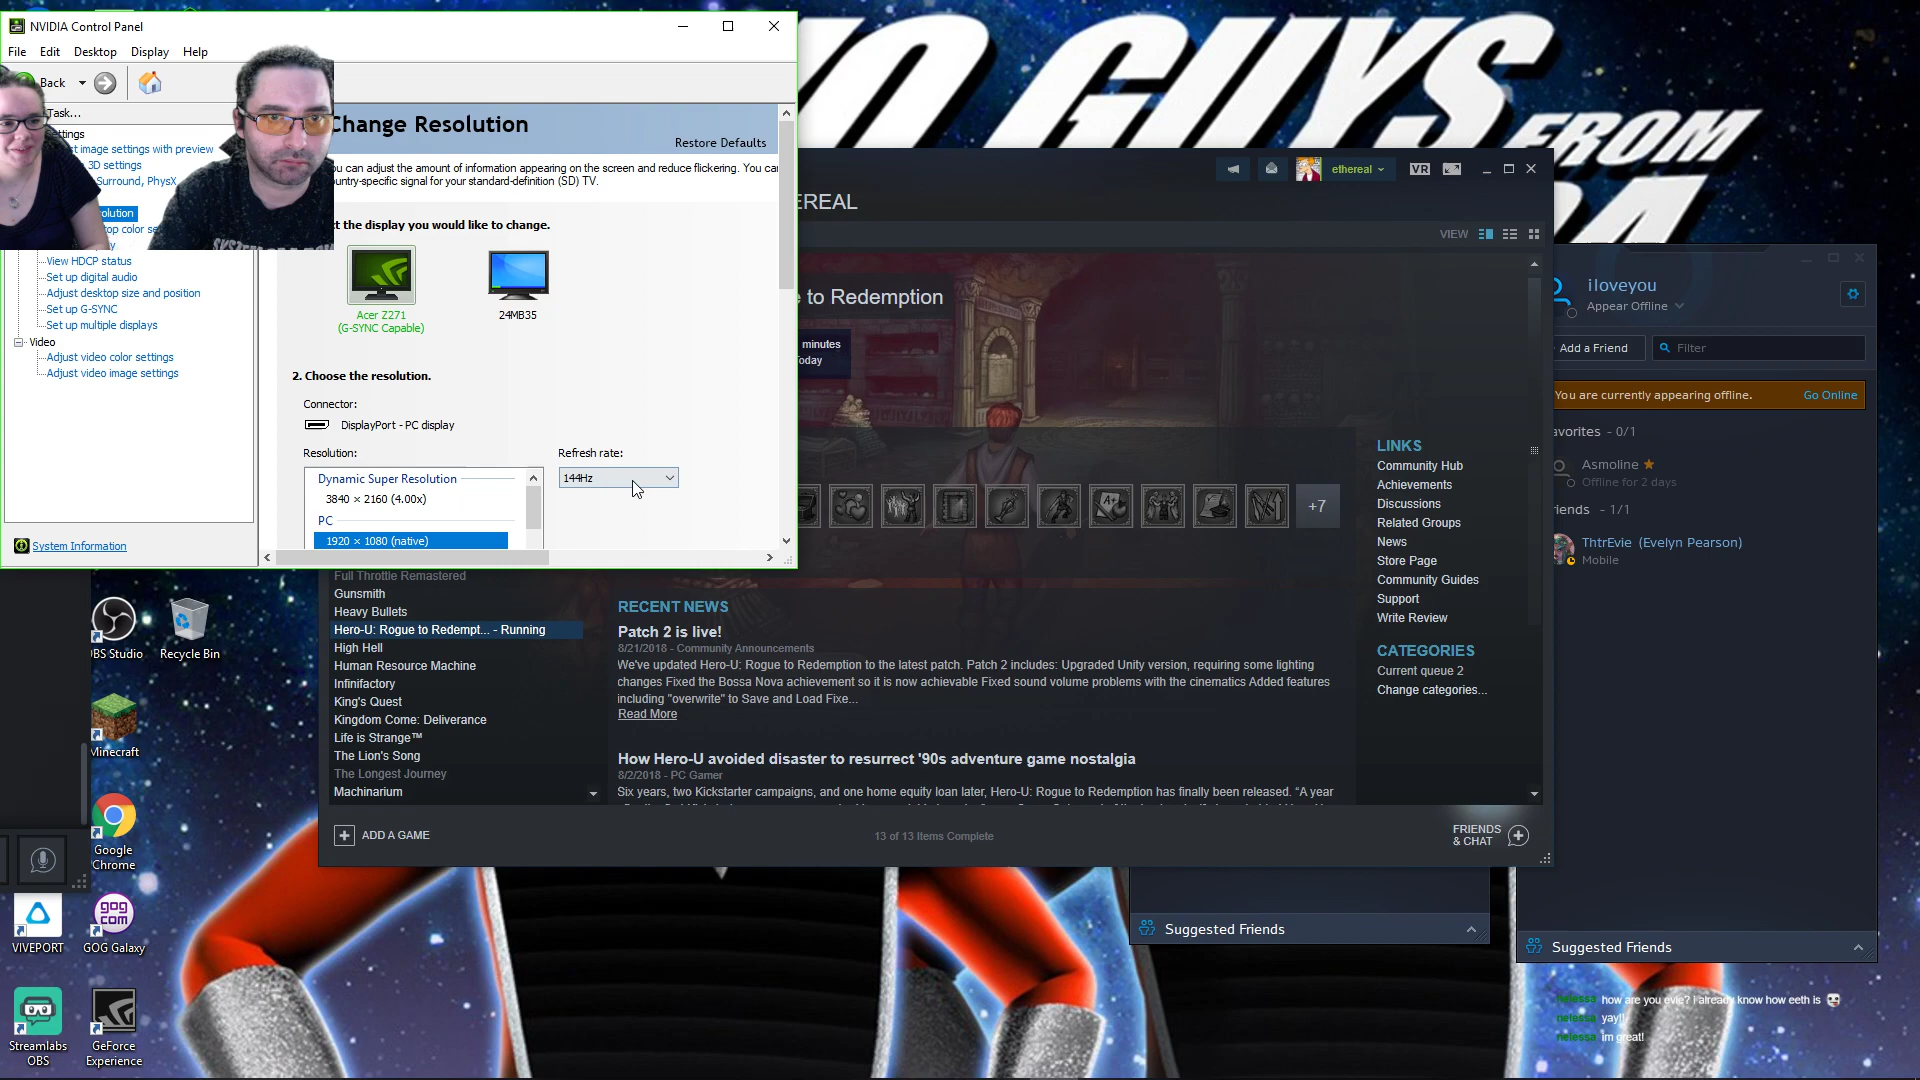 NVIDIA Control Panel
File Edit Desktop Display Help
Back
Task...
ettings
st image settings with preview
3D settings
Surround, PhysX
olution
top color se
View HDCP status
Set up digital audio
Adjust desktop size and position
Set up G-SYNC
Set up multiple displays
Video
Adjust video color settings
Adjust video image settings
System Information
Change Resolution
Restore Defaults
ou can adjust the amount of information appearing on the screen and reduce flickering. You ca
untry-specific signal for your standard-definition (SD) TV.
t the display you would like to change.
Acer Z271
(G-SYNC Capable)
24MB35
2. Choose the resolution.
Connector:
DisplayPort - PC display
Resolution:
Refresh rate:
Dynamic Super Resolution
3840 × 2160 (4.00x)
PC
1920 × 1080 (native)
144Hz
O GUYS FROM
DA
ethereal
VR
EREAL
VIEW
e to Redemption
minutes
oday
+7
LINKS
Community Hub
Achievements
Discussions
Related Groups
News
Store Page
Community Guides
Support
Write Review
CATEGORIES
Current queue 2
Change categories...
Full Throttle Remastered
Gunsmith
Heavy Bullets
Hero-U: Rogue to Redempt... - Running
High Hell
Human Resource Machine
Infinifactory
King's Quest
Kingdom Come: Deliverance
Life is Strange™
The Lion's Song
The Longest Journey
Machinarium
RECENT NEWS
Patch 2 is live!
8/21/2018 - Community Announcements
We've updated Hero-U: Rogue to Redemption to the latest patch. Patch 2 includes: Upgraded Unity version, requiring some lighting
changes Fixed the Bossa Nova achievement so it is now achievable Fixed sound volume problems with the cinematics Added features
including "overwrite" to Save and Load Fixe...
Read More
How Hero-U avoided disaster to resurrect '90s adventure game nostalgia
8/2/2018 - PC Gamer
Six years, two Kickstarter campaigns, and one home equity loan later, Hero-U: Rogue to Redemption has finally been released. “A year
ADD A GAME
13 of 13 Items Complete
FRIENDS
& CHAT
iloveyou
Appear Offline
Add a Friend
Filter
You are currently appearing offline.
Go Online
avorites - 0/1
Asmoline
Offline for 2 days
iends - 1/1
ThtrEvie (Evelyn Pearson)
Mobile
Suggested Friends
Suggested Friends
nelessa how are you evie? I already know how eeth is
nelessa yay!!
nelessa im great!
OBS Studio
Recycle Bin
Minecraft
Google
Chrome
gog
com
VIVEPORT
GOG Galaxy
Streamlabs
OBS
GeForce
Experience